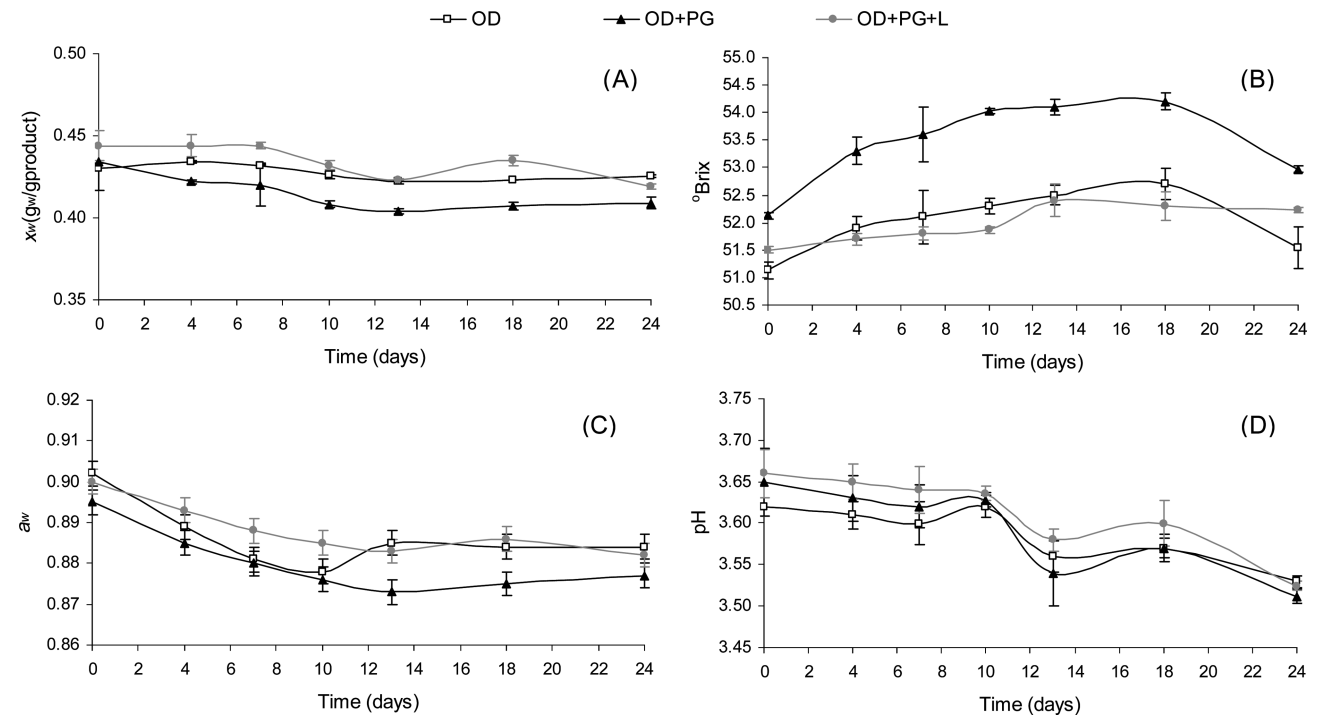 OD OD+PG OD+PG+L
(A)
0.50
0.45
0.40
0.35
xw(gw/gproduct)
0 2 4 6 8 10 12 14 16 18 20 22 24
Time (days)
(B)
55.0
54.5
54.0
53.5
53.0
52.5
52.0
51.5
51.0
50.5
oBrix
0 2 4 6 8 10 12 14 16 18 20 22 24
Time (days)
(C)
0.92
0.91
0.90
0.89
0.88
0.87
0.86
aw
0 2 4 6 8 10 12 14 16 18 20 22 24
Time (days)
(D)
3.75
3.70
3.65
3.60
3.55
3.50
3.45
pH
0 2 4 6 8 10 12 14 16 18 20 22 24
Time (days)